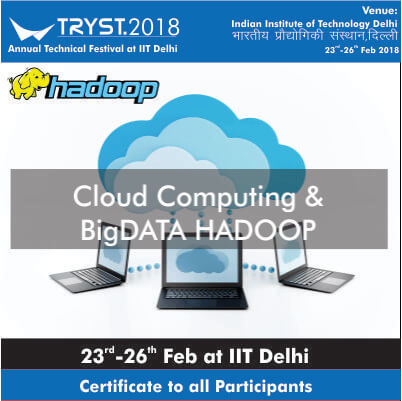 Venue:
TRYST.2018
Indian Institute of Technology Delhi
Annual Technical Festival at IIT Delhi
भारतीय प्रौद्योगिकी संस्थान,दिल्ली
23rd-26th Feb 2018
hadoop
Cloud Computing &
BigDATA HADOOP
23rd-26th Feb at IIT Delhi
Certificate to all Participants